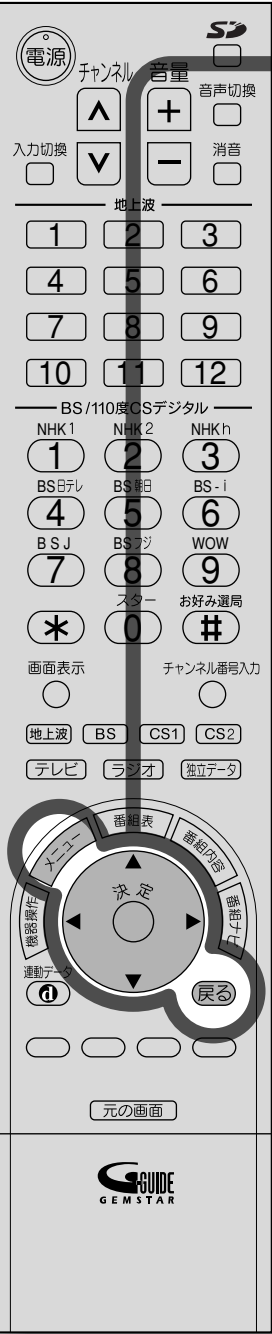 SD
電源
チャンネル 音量
音声切換
入力切換
消音
地上波
1 2 3
4 5 6
7 8 9
10 11 12
BS/110度CSデジタル
NHK1 NHK2 NHKh
1 2 3
BS日テレ BS朝日 BS-i
4 5 6
BSJ BSフジ WOW
7 8 9
スター お好み選局
* 0 #
画面表示 チャンネル番号入力
地上波 BS CS1 CS2
テレビ ラジオ 独立データ
メニュー 番組表 番組内容
機器操作 決定 番組ナビ
連動データ
d 戻る
元の画面
G-GUIDE
GEMSTAR